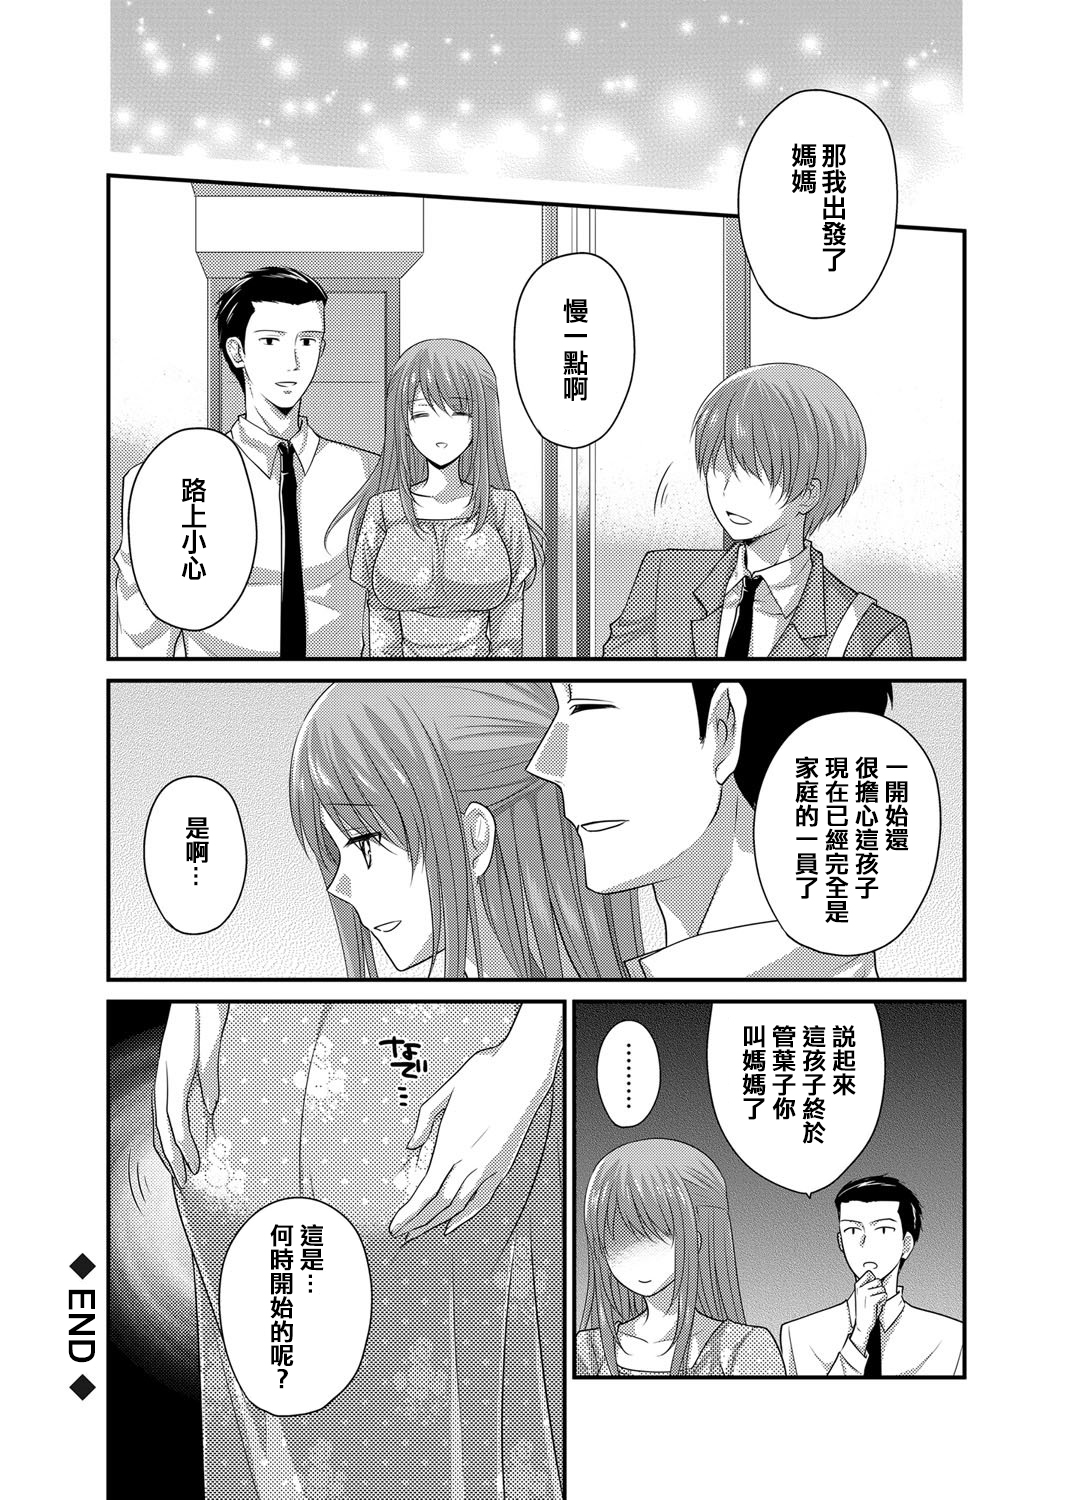 那我出發了
媽媽
慢一點啊
路上小心
一開始還
很擔心這孩子
現在已經完全是
家庭的一員了
是啊…
說起來
這孩子終於
管葉子你
叫媽媽了
………
なで…
這是…
何時開始的呢？
◆ END ◆